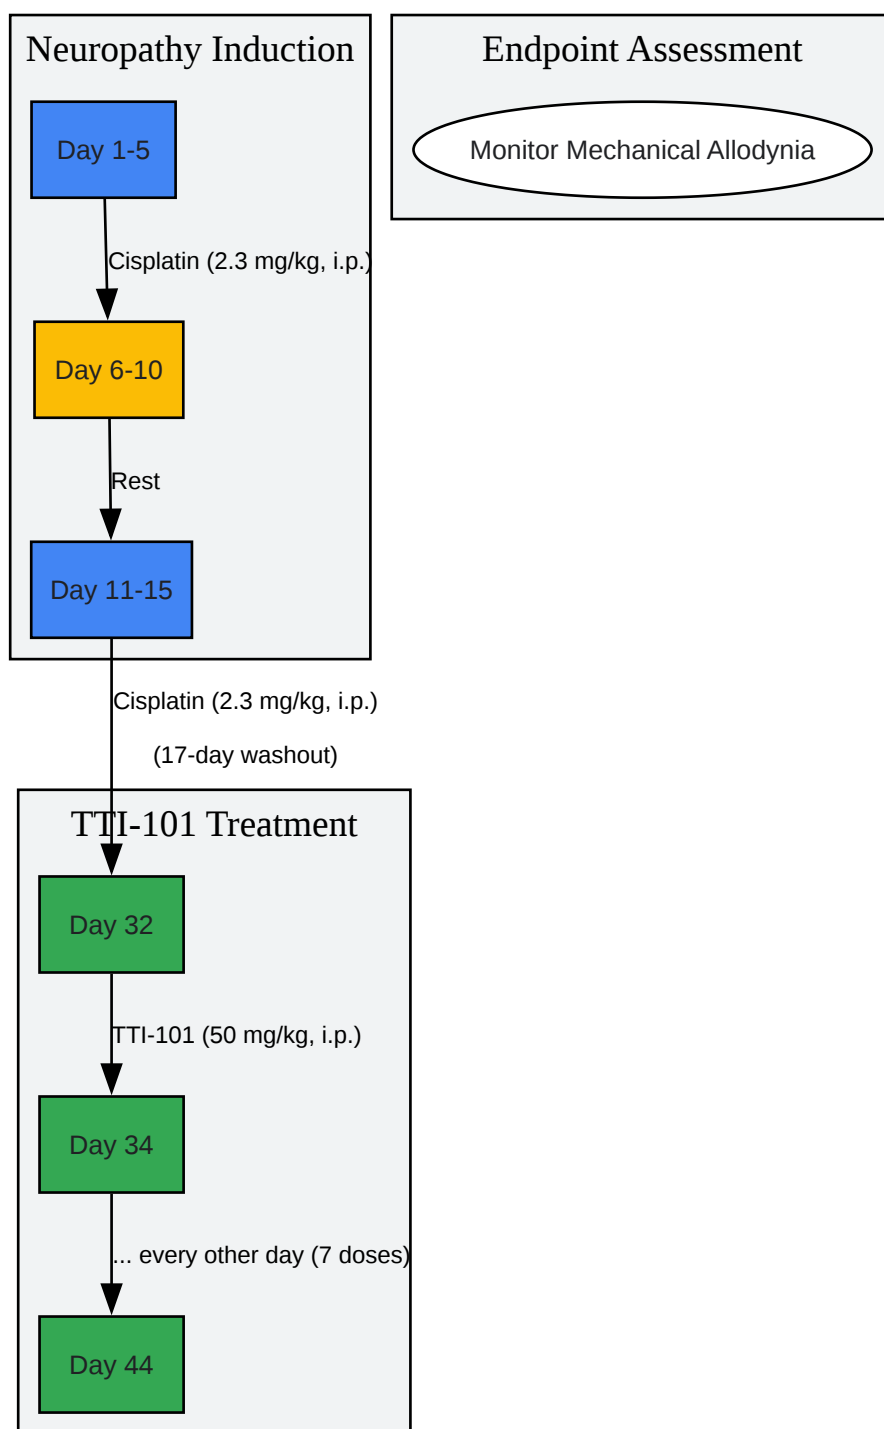 Neuropathy Induction
Day 1-5
Cisplatin (2.3 mg/kg, i.p.)
Day 6-10
Rest
Day 11-15
Cisplatin (2.3 mg/kg, i.p.)
(17-day washout)
TTI-101 Treatment
Day 32
TTI-101 (50 mg/kg, i.p.)
Day 34
... every other day (7 doses)
Day 44
Endpoint Assessment
Monitor Mechanical Allodynia